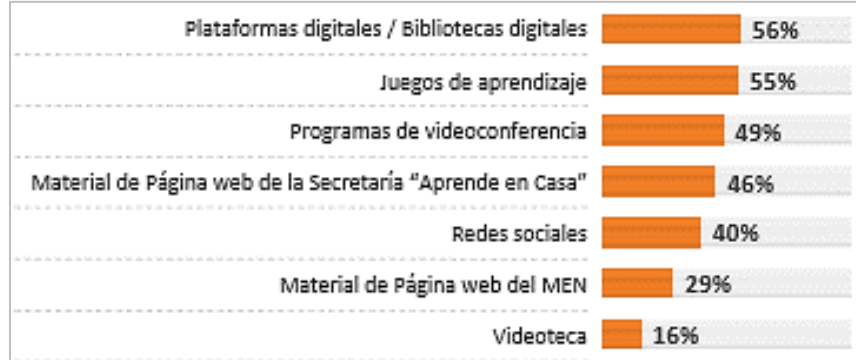 Plataformas digitales / Bibliotecas digitales 56%
Juegos de aprendizaje 55%
Programas de videoconferencia 49%
Material de Página web de la Secretaría "Aprende en Casa" 46%
Redes sociales 40%
Material de Página web del MEN 29%
Videoteca 16%